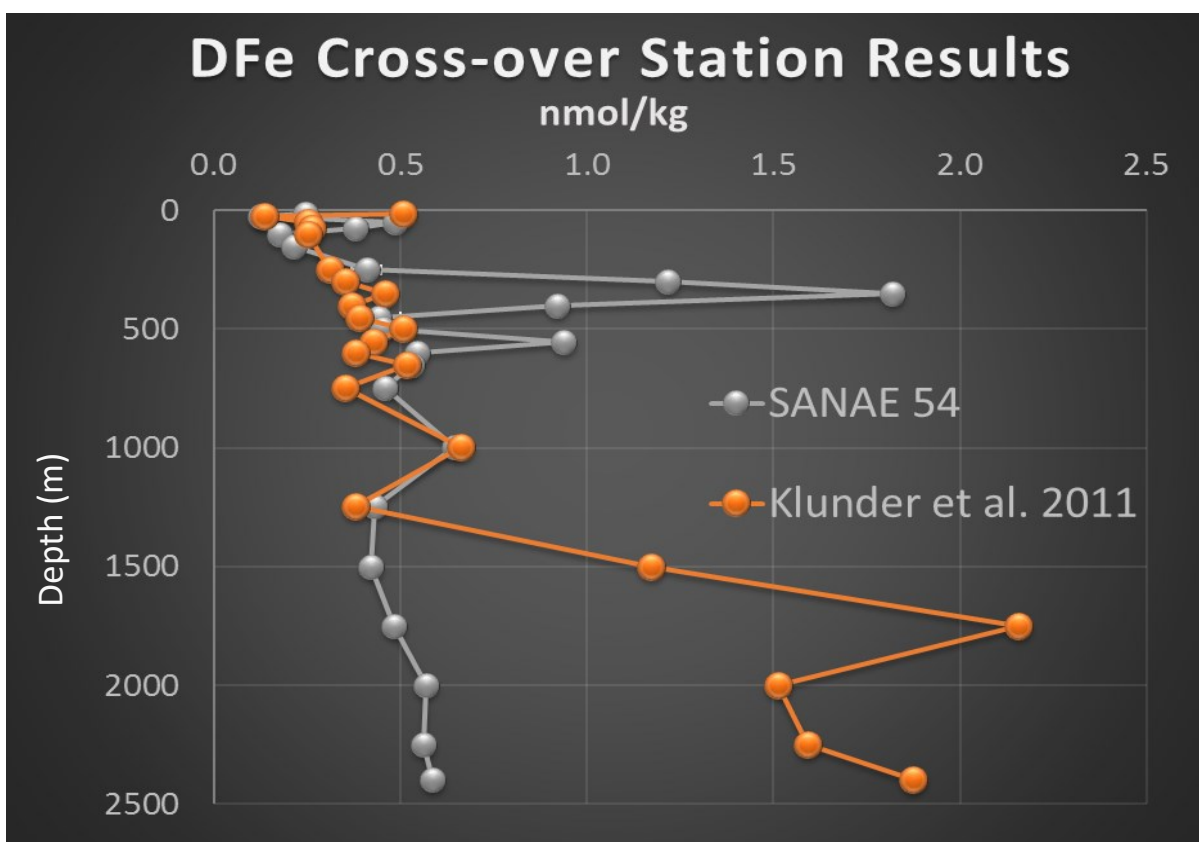 DFe Cross-over Station Results
nmol/kg
0.0 0.5 1.0 1.5 2.0 2.5
0
500
1000
1500
2000
2500
Depth (m)
SANAE 54
Klunder et al. 2011